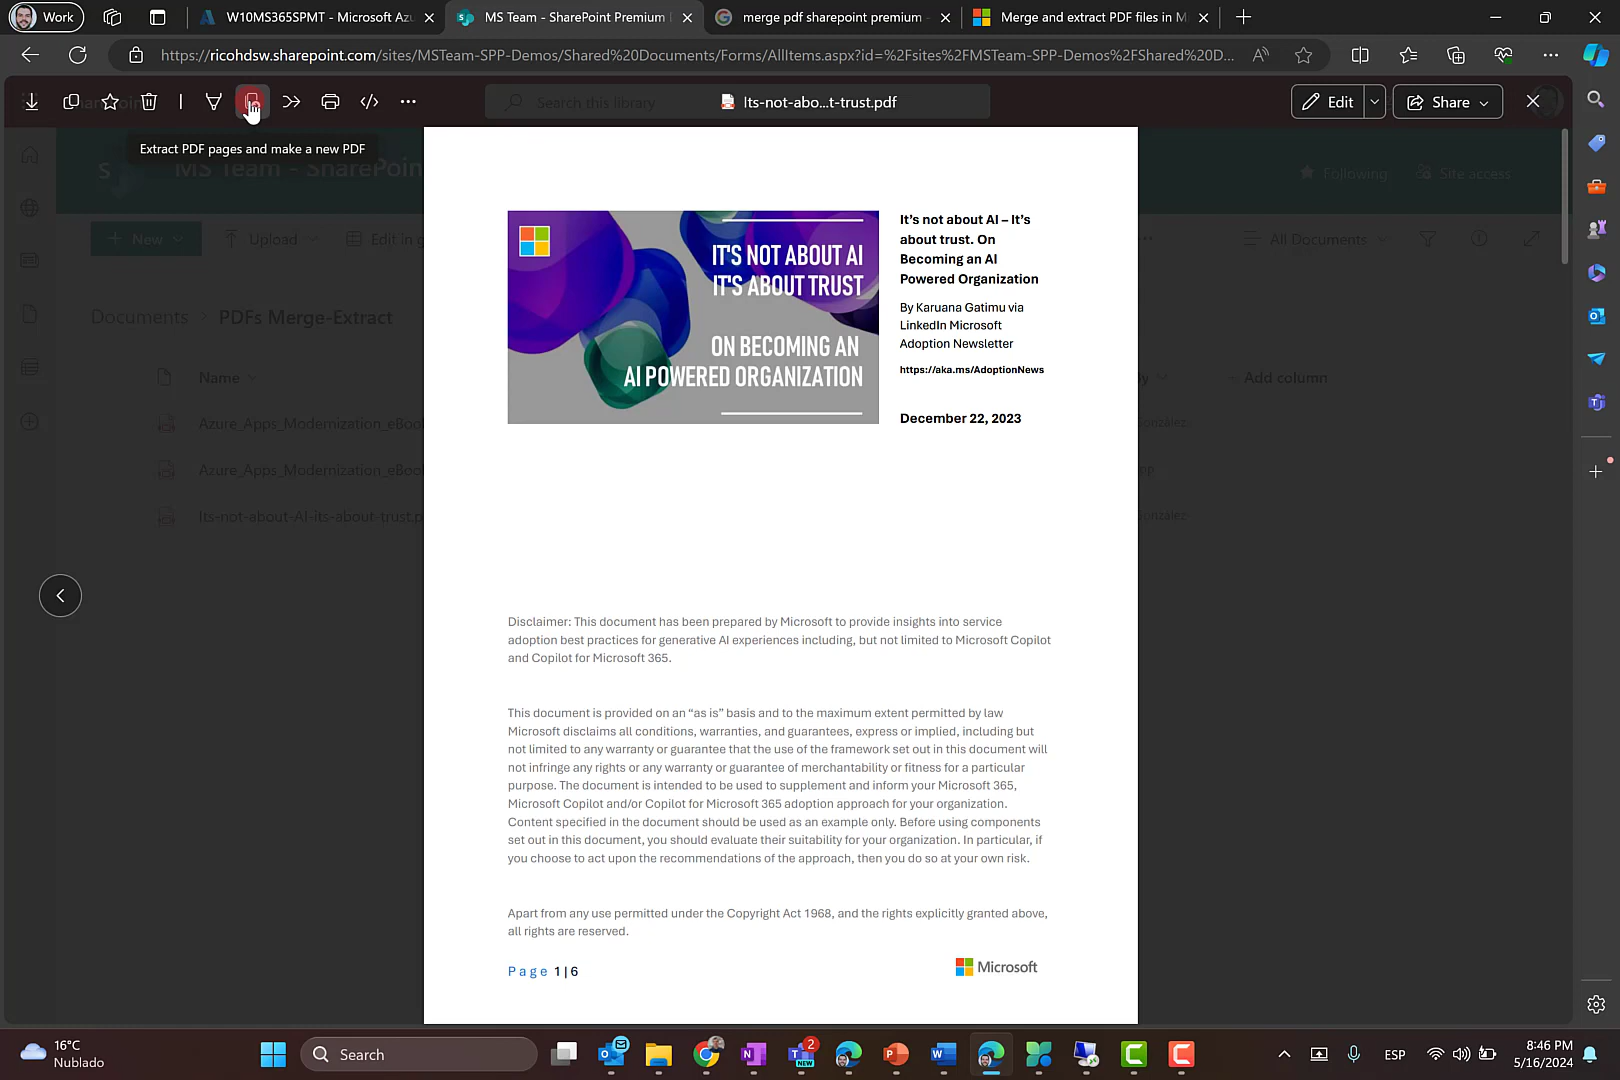 Work
W10MS365SPMT - Microsoft Az
MS Team - SharePoint Premium
merge pdf sharepoint premium -
Merge and extract PDF files in M
https://ricohdsw.sharepoint.com/sites/MSTeam-SPP-Demos/Shared%20Documents/Forms/AllItems.aspx?id=%2Fsites%2FMSTeam-SPP-Demos%2FShared%20D...
Search this library
Its-not-abo...t-trust.pdf
Edit
Share
Extract PDF pages and make a new PDF
MS Team - SharePoin
Following
Site access
New
Upload
Edit in g
All Documents
Documents > PDFs Merge-Extract
Name
Add column
Azure_Apps_Modernization_eBool
Azure_Apps_Modernization_eBool
Its-not-about-AI-its-about-trust.p
IT'S NOT ABOUT AI
IT'S ABOUT TRUST
ON BECOMING AN
AI POWERED ORGANIZATION
It's not about AI – It's
about trust. On
Becoming an AI
Powered Organization
By Karuana Gatimu via
LinkedIn Microsoft
Adoption Newsletter
https://aka.ms/AdoptionNews
December 22, 2023
Disclaimer: This document has been prepared by Microsoft to provide insights into service
adoption best practices for generative AI experiences including, but not limited to Microsoft Copilot
and Copilot for Microsoft 365.
This document is provided on an “as is” basis and to the maximum extent permitted by law
Microsoft disclaims all conditions, warranties, and guarantees, express or implied, including but
not limited to any warranty or guarantee that the use of the framework set out in this document will
not infringe any rights or any warranty or guarantee of merchantability or fitness for a particular
purpose. The document is intended to be used to supplement and inform your Microsoft 365,
Microsoft Copilot and/or Copilot for Microsoft 365 adoption approach for your organization.
Content specified in the document should be used as an example only. Before using components
set out in this document, you should evaluate their suitability for your organization. In particular, if
you choose to act upon the recommendations of the approach, then you do so at your own risk.
Apart from any use permitted under the Copyright Act 1968, and the rights explicitly granted above,
all rights are reserved.
Page 1|6
Microsoft
16°C
Nublado
Search
2
NEW
ESP
8:46 PM
5/16/2024